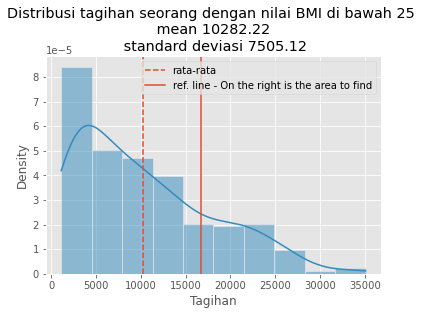 Distribusi tagihan seorang dengan nilai BMI di bawah 25
mean 10282.22
standard deviasi 7505.12
1e−5
rata-rata
ref. line - On the right is the area to find
8
7
6
5
4
3
2
1
0
Density
0 5000 10000 15000 20000 25000 30000 35000
Tagihan